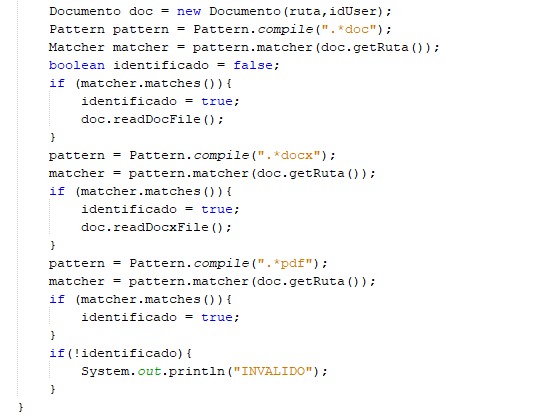 Documento doc = new Documento(ruta,idUser);
Pattern pattern = Pattern.compile(".*doc");
Matcher matcher = pattern.matcher(doc.getRuta());
boolean identificado = false;
if (matcher.matches()){
identificado = true;
doc.readDocFile();
}
pattern = Pattern.compile(".*docx");
matcher = pattern.matcher(doc.getRuta());
if (matcher.matches()){
identificado = true;
doc.readDocxFile();
}
pattern = Pattern.compile(".*pdf");
matcher = pattern.matcher(doc.getRuta());
if (matcher.matches()){
identificado = true;
}
if(!identificado){
System.out.println("INVALIDO");
}
}